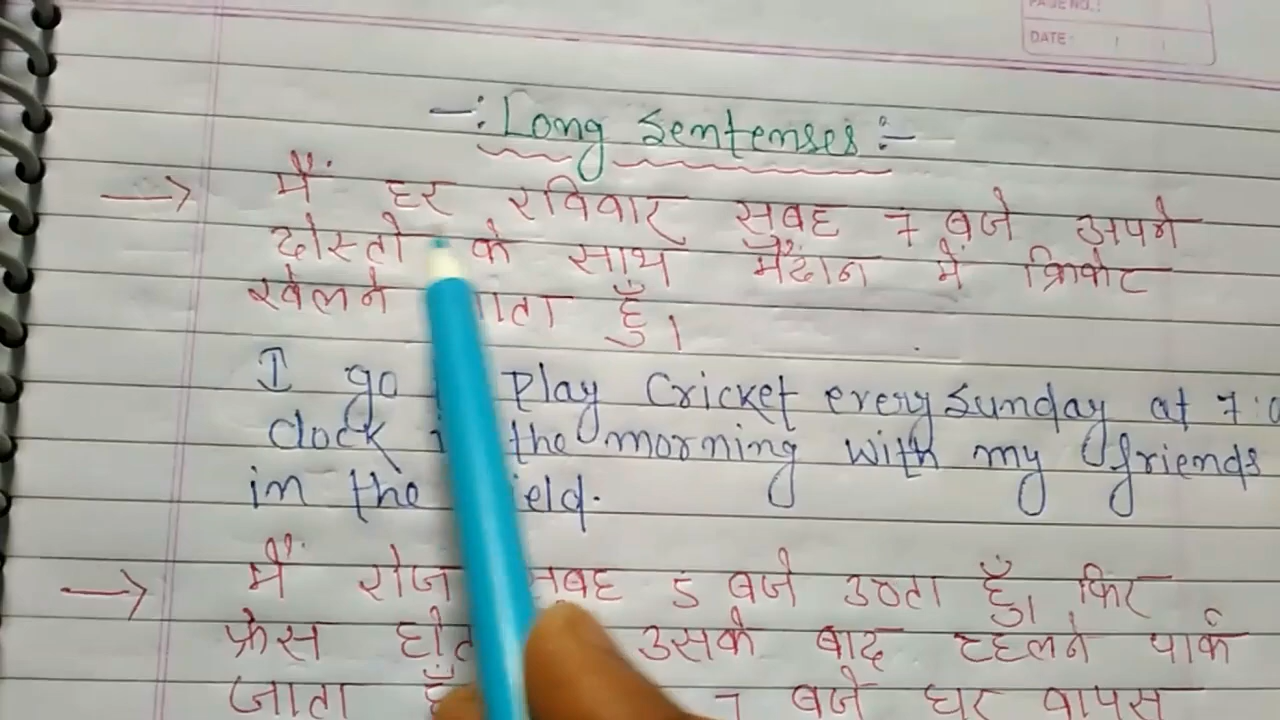 PAGE NO.:
DATE:
-: Long Sentenses :-
→ मैं हर रविवार सुबह 7 बजे अपने
दोस्तो के साथ मैदान में क्रिकेट
खेलने जाता हूँ।
I go play Cricket every Sunday at 7:0
clock the morning with my friends
in the ield.
→ मैं रोज सुबह 5 बजे उठता हूँ। फिर
फ्रेस होत उसके बाद टहलने पार्क
जाता हूँ 7 बजे घर वापस